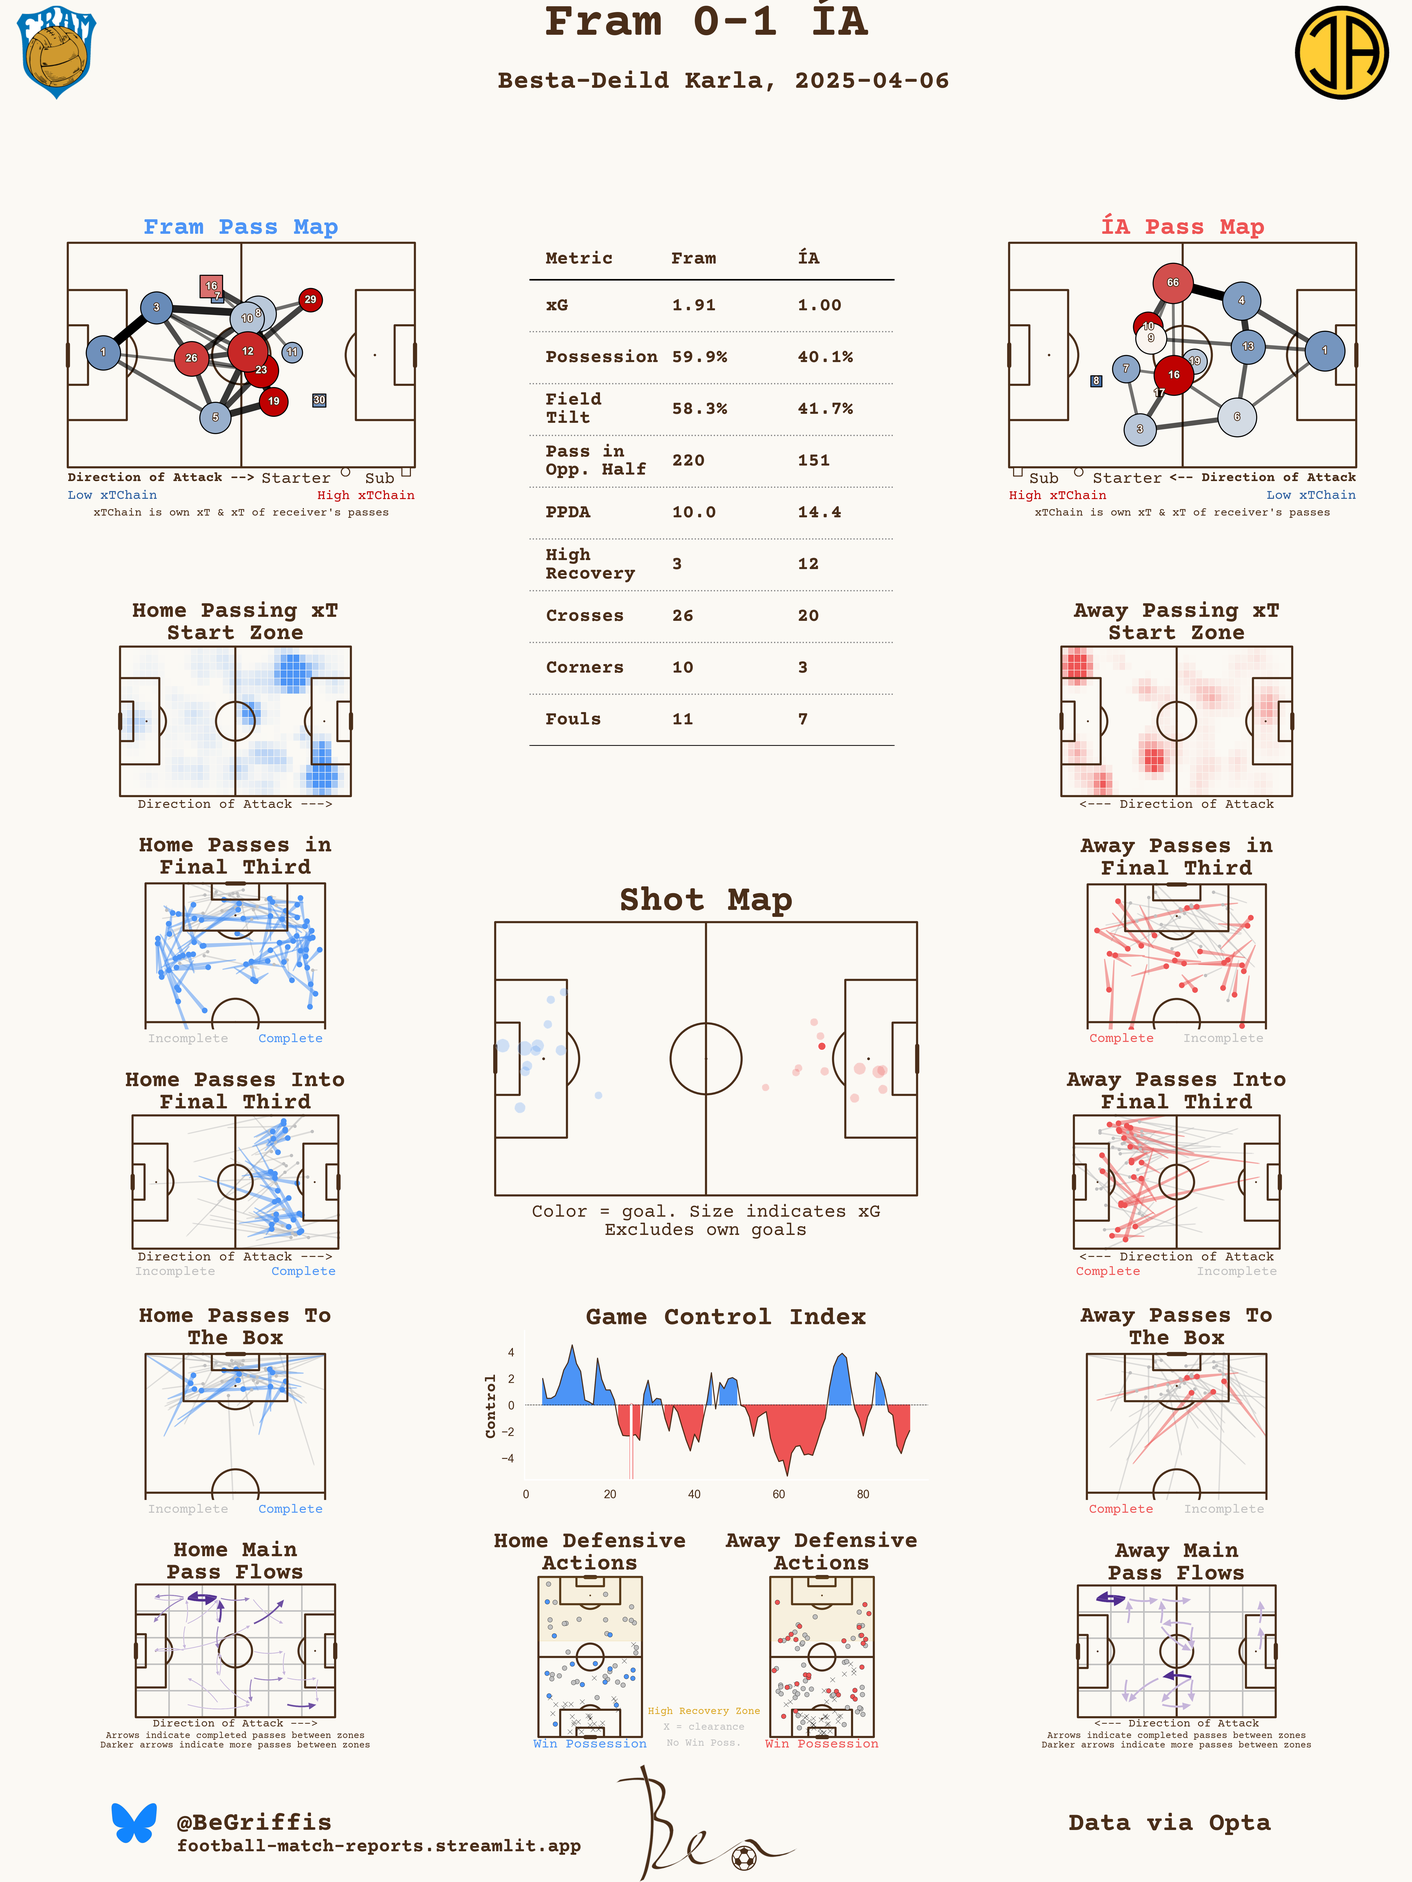 FRAM
Fram 0-1 ÍA
Besta-Deild Karla, 2025-04-06
ÍA
Fram Pass Map
16
7
3
29
10
8
1
26
12
11
23
19
30
5
Direction of Attack --> Starter Sub
Low xTChain High xTChain
xTChain is own xT & xT of receiver's passes
Metric Fram ÍA
xG 1.91 1.00
Possession 59.9% 40.1%
Field
Tilt 58.3% 41.7%
Pass in
Opp. Half 220 151
PPDA 10.0 14.4
High
Recovery 3 12
Crosses 26 20
Corners 10 3
Fouls 11 7
ÍA Pass Map
66
4
10
9
13
1
19
7
16
8
17
6
3
Sub Starter <-- Direction of Attack
High xTChain Low xTChain
xTChain is own xT & xT of receiver's passes
Home Passing xT
Start Zone
Direction of Attack --->
Away Passing xT
Start Zone
<--- Direction of Attack
Home Passes in
Final Third
Incomplete Complete
Shot Map
Color = goal. Size indicates xG
Excludes own goals
Away Passes in
Final Third
Complete Incomplete
Home Passes Into
Final Third
Direction of Attack --->
Incomplete Complete
Away Passes Into
Final Third
<--- Direction of Attack
Complete Incomplete
Home Passes To
The Box
Incomplete Complete
Game Control Index
Control
4
2
0
−2
−4
0 20 40 60 80
Away Passes To
The Box
Complete Incomplete
Home Main
Pass Flows
Direction of Attack --->
Arrows indicate completed passes between zones
Darker arrows indicate more passes between zones
Home Defensive
Actions
Win Possession
High Recovery Zone
X = clearance
No Win Poss.
Away Defensive
Actions
Win Possession
Away Main
Pass Flows
<--- Direction of Attack
Arrows indicate completed passes between zones
Darker arrows indicate more passes between zones
@BeGriffis
football-match-reports.streamlit.app
Ben
Data via Opta